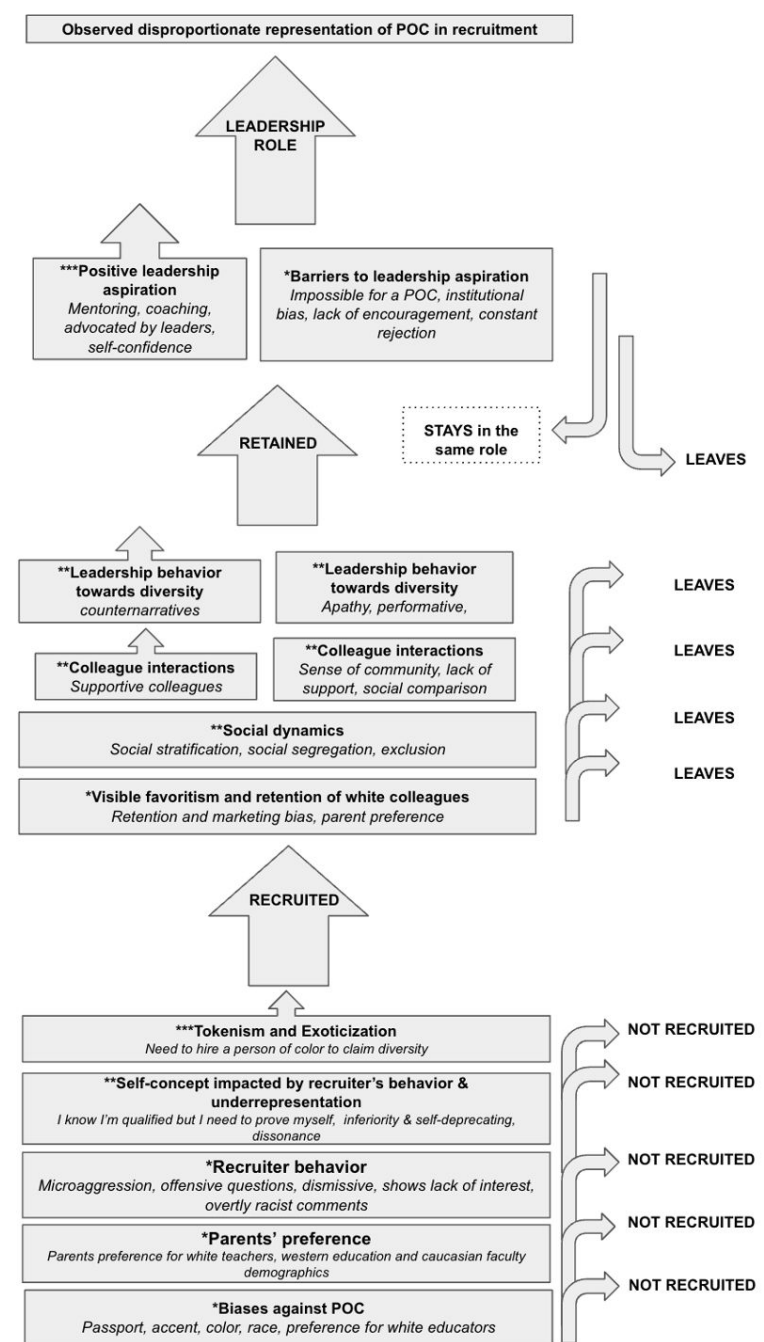 Observed disproportionate representation of POC in recruitment
LEADERSHIP
ROLE
***Positive leadership
aspiration
Mentoring, coaching,
advocated by leaders,
self-confidence
*Barriers to leadership aspiration
Impossible for a POC, institutional
bias, lack of encouragement, constant
rejection
RETAINED
STAYS in the
same role
LEAVES
**Leadership behavior
towards diversity
counternarratives
**Leadership behavior
towards diversity
Apathy, performative,
LEAVES
**Colleague interactions
Supportive colleagues
**Colleague interactions
Sense of community, lack of
support, social comparison
LEAVES
**Social dynamics
Social stratification, social segregation, exclusion
LEAVES
*Visible favoritism and retention of white colleagues
Retention and marketing bias, parent preference
LEAVES
RECRUITED
***Tokenism and Exoticization
Need to hire a person of color to claim diversity
NOT RECRUITED
**Self-concept impacted by recruiter's behavior &
underrepresentation
I know I'm qualified but I need to prove myself, inferiority & self-deprecating,
dissonance
NOT RECRUITED
*Recruiter behavior
Microaggression, offensive questions, dismissive, shows lack of interest,
overtly racist comments
NOT RECRUITED
*Parents' preference
Parents preference for white teachers, western education and caucasian faculty
demographics
NOT RECRUITED
*Biases against POC
Passport, accent, color, race, preference for white educators
NOT RECRUITED